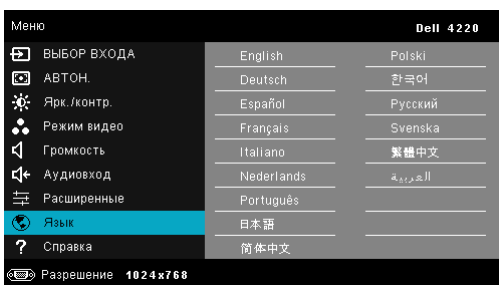 Меню Dell 4220
ВЫБОР ВХОДА English Polski
АВТОН. Deutsch 한국어
Ярк./контр. Español Русский
Режим видео Français Svenska
Громкость Italiano 繁體中文
Аудиовход Nederlands العربية
Расширенные Português
Язык 日本語
? Справка 简体中文
Разрешение 1024x768